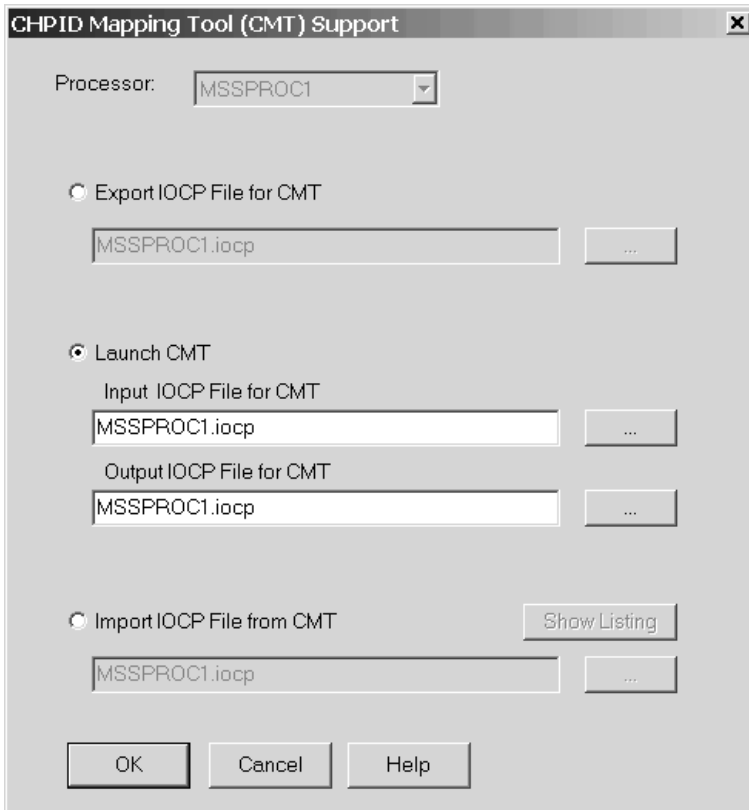 CHPID Mapping Tool (CMT) Support
Processor: MSSPROC1
Export IOCP File for CMT
MSSPROC1.iocp ...
Launch CMT
Input IOCP File for CMT
MSSPROC1.iocp ...
Output IOCP File for CMT
MSSPROC1.iocp ...
Import IOCP File from CMT Show Listing
MSSPROC1.iocp ...
OK Cancel Help